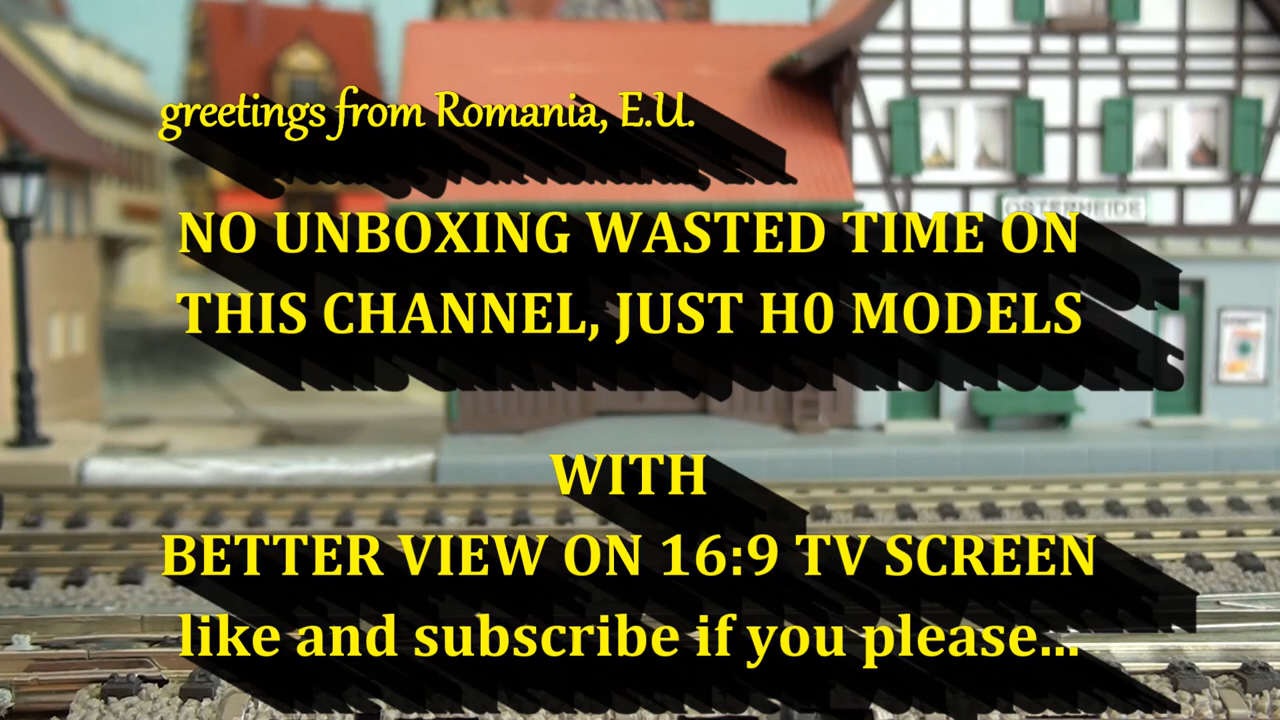 greetings from Romania, E.U.
OSTERHEIDE
NO UNBOXING WASTED TIME ON
THIS CHANNEL, JUST H0 MODELS
WITH
BETTER VIEW ON 16:9 TV SCREEN
like and subscribe if you please...